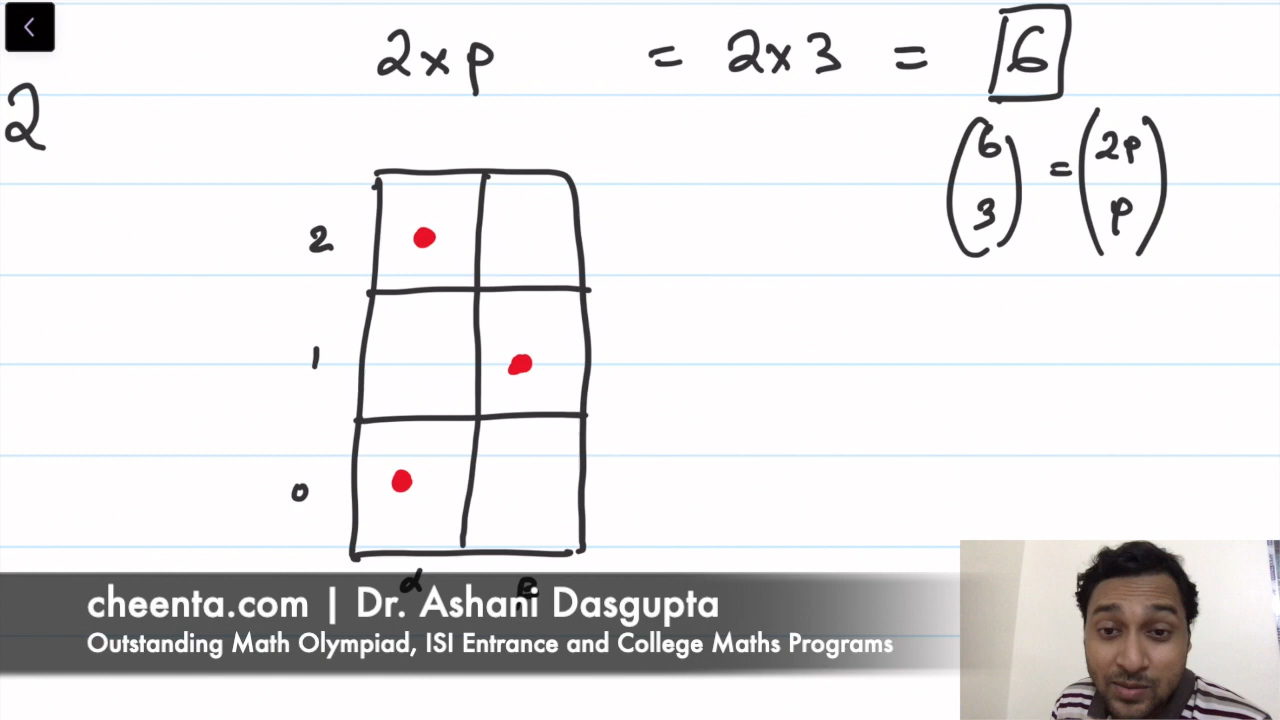 2 x p = 2 x 3 = 6
2
(6 3) = (2p p)
2
1
0
α β
cheenta.com | Dr. Ashani Dasgupta
Outstanding Math Olympiad, ISI Entrance and College Maths Programs